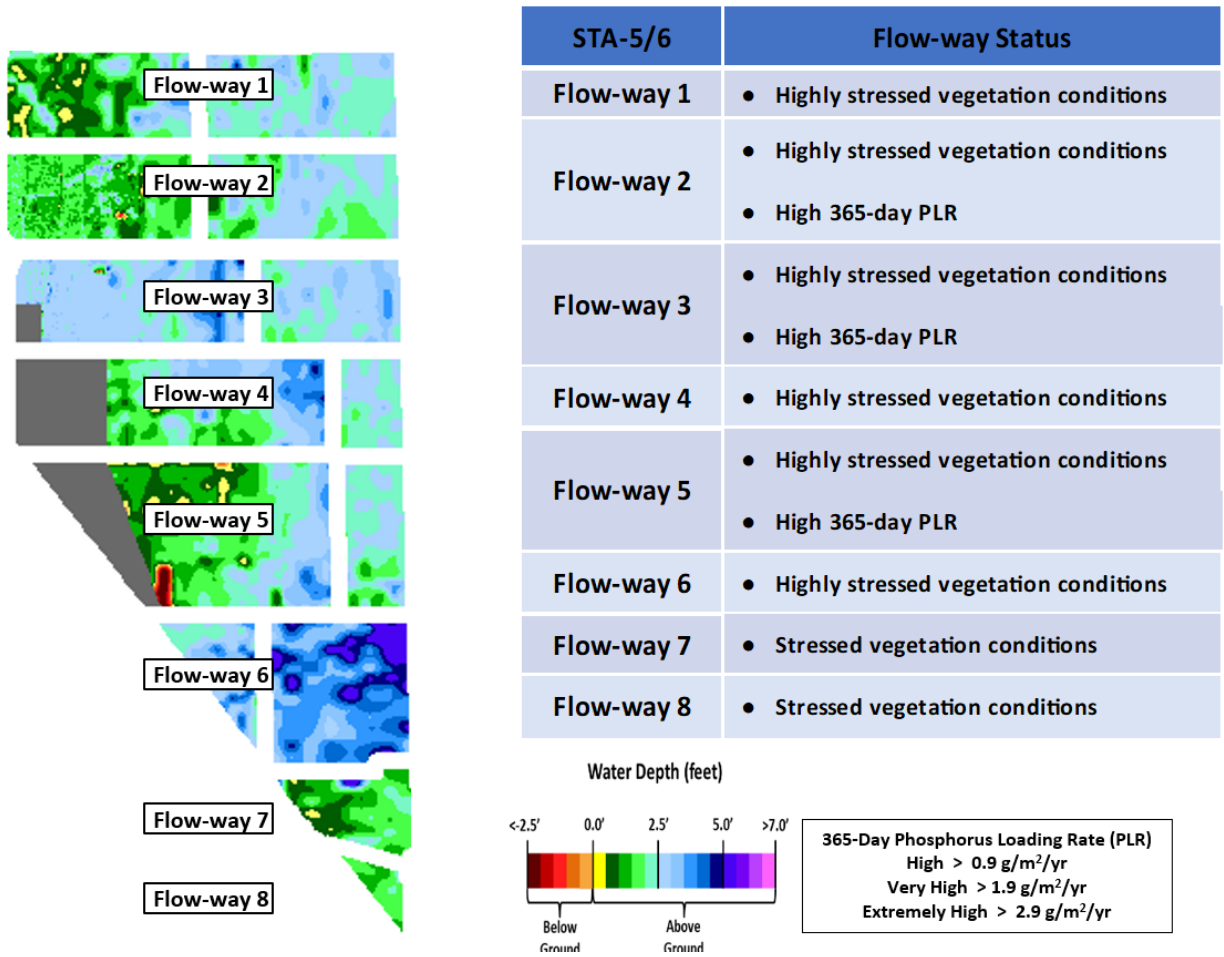 Flow-way 1
Flow-way 2
Flow-way 3
Flow-way 4
Flow-way 5
Flow-way 6
Flow-way 7
Flow-way 8
STA-5/6 Flow-way Status
Flow-way 1 ● Highly stressed vegetation conditions
Flow-way 2 ● Highly stressed vegetation conditions
● High 365-day PLR
Flow-way 3 ● Highly stressed vegetation conditions
● High 365-day PLR
Flow-way 4 ● Highly stressed vegetation conditions
Flow-way 5 ● Highly stressed vegetation conditions
● High 365-day PLR
Flow-way 6 ● Highly stressed vegetation conditions
Flow-way 7 ● Stressed vegetation conditions
Flow-way 8 ● Stressed vegetation conditions
Water Depth (feet)
<-2.5' 0.0' 2.5' 5.0' >7.0'
Below Above
Ground Ground
365-Day Phosphorus Loading Rate (PLR)
High > 0.9 g/m²/yr
Very High > 1.9 g/m²/yr
Extremely High > 2.9 g/m²/yr